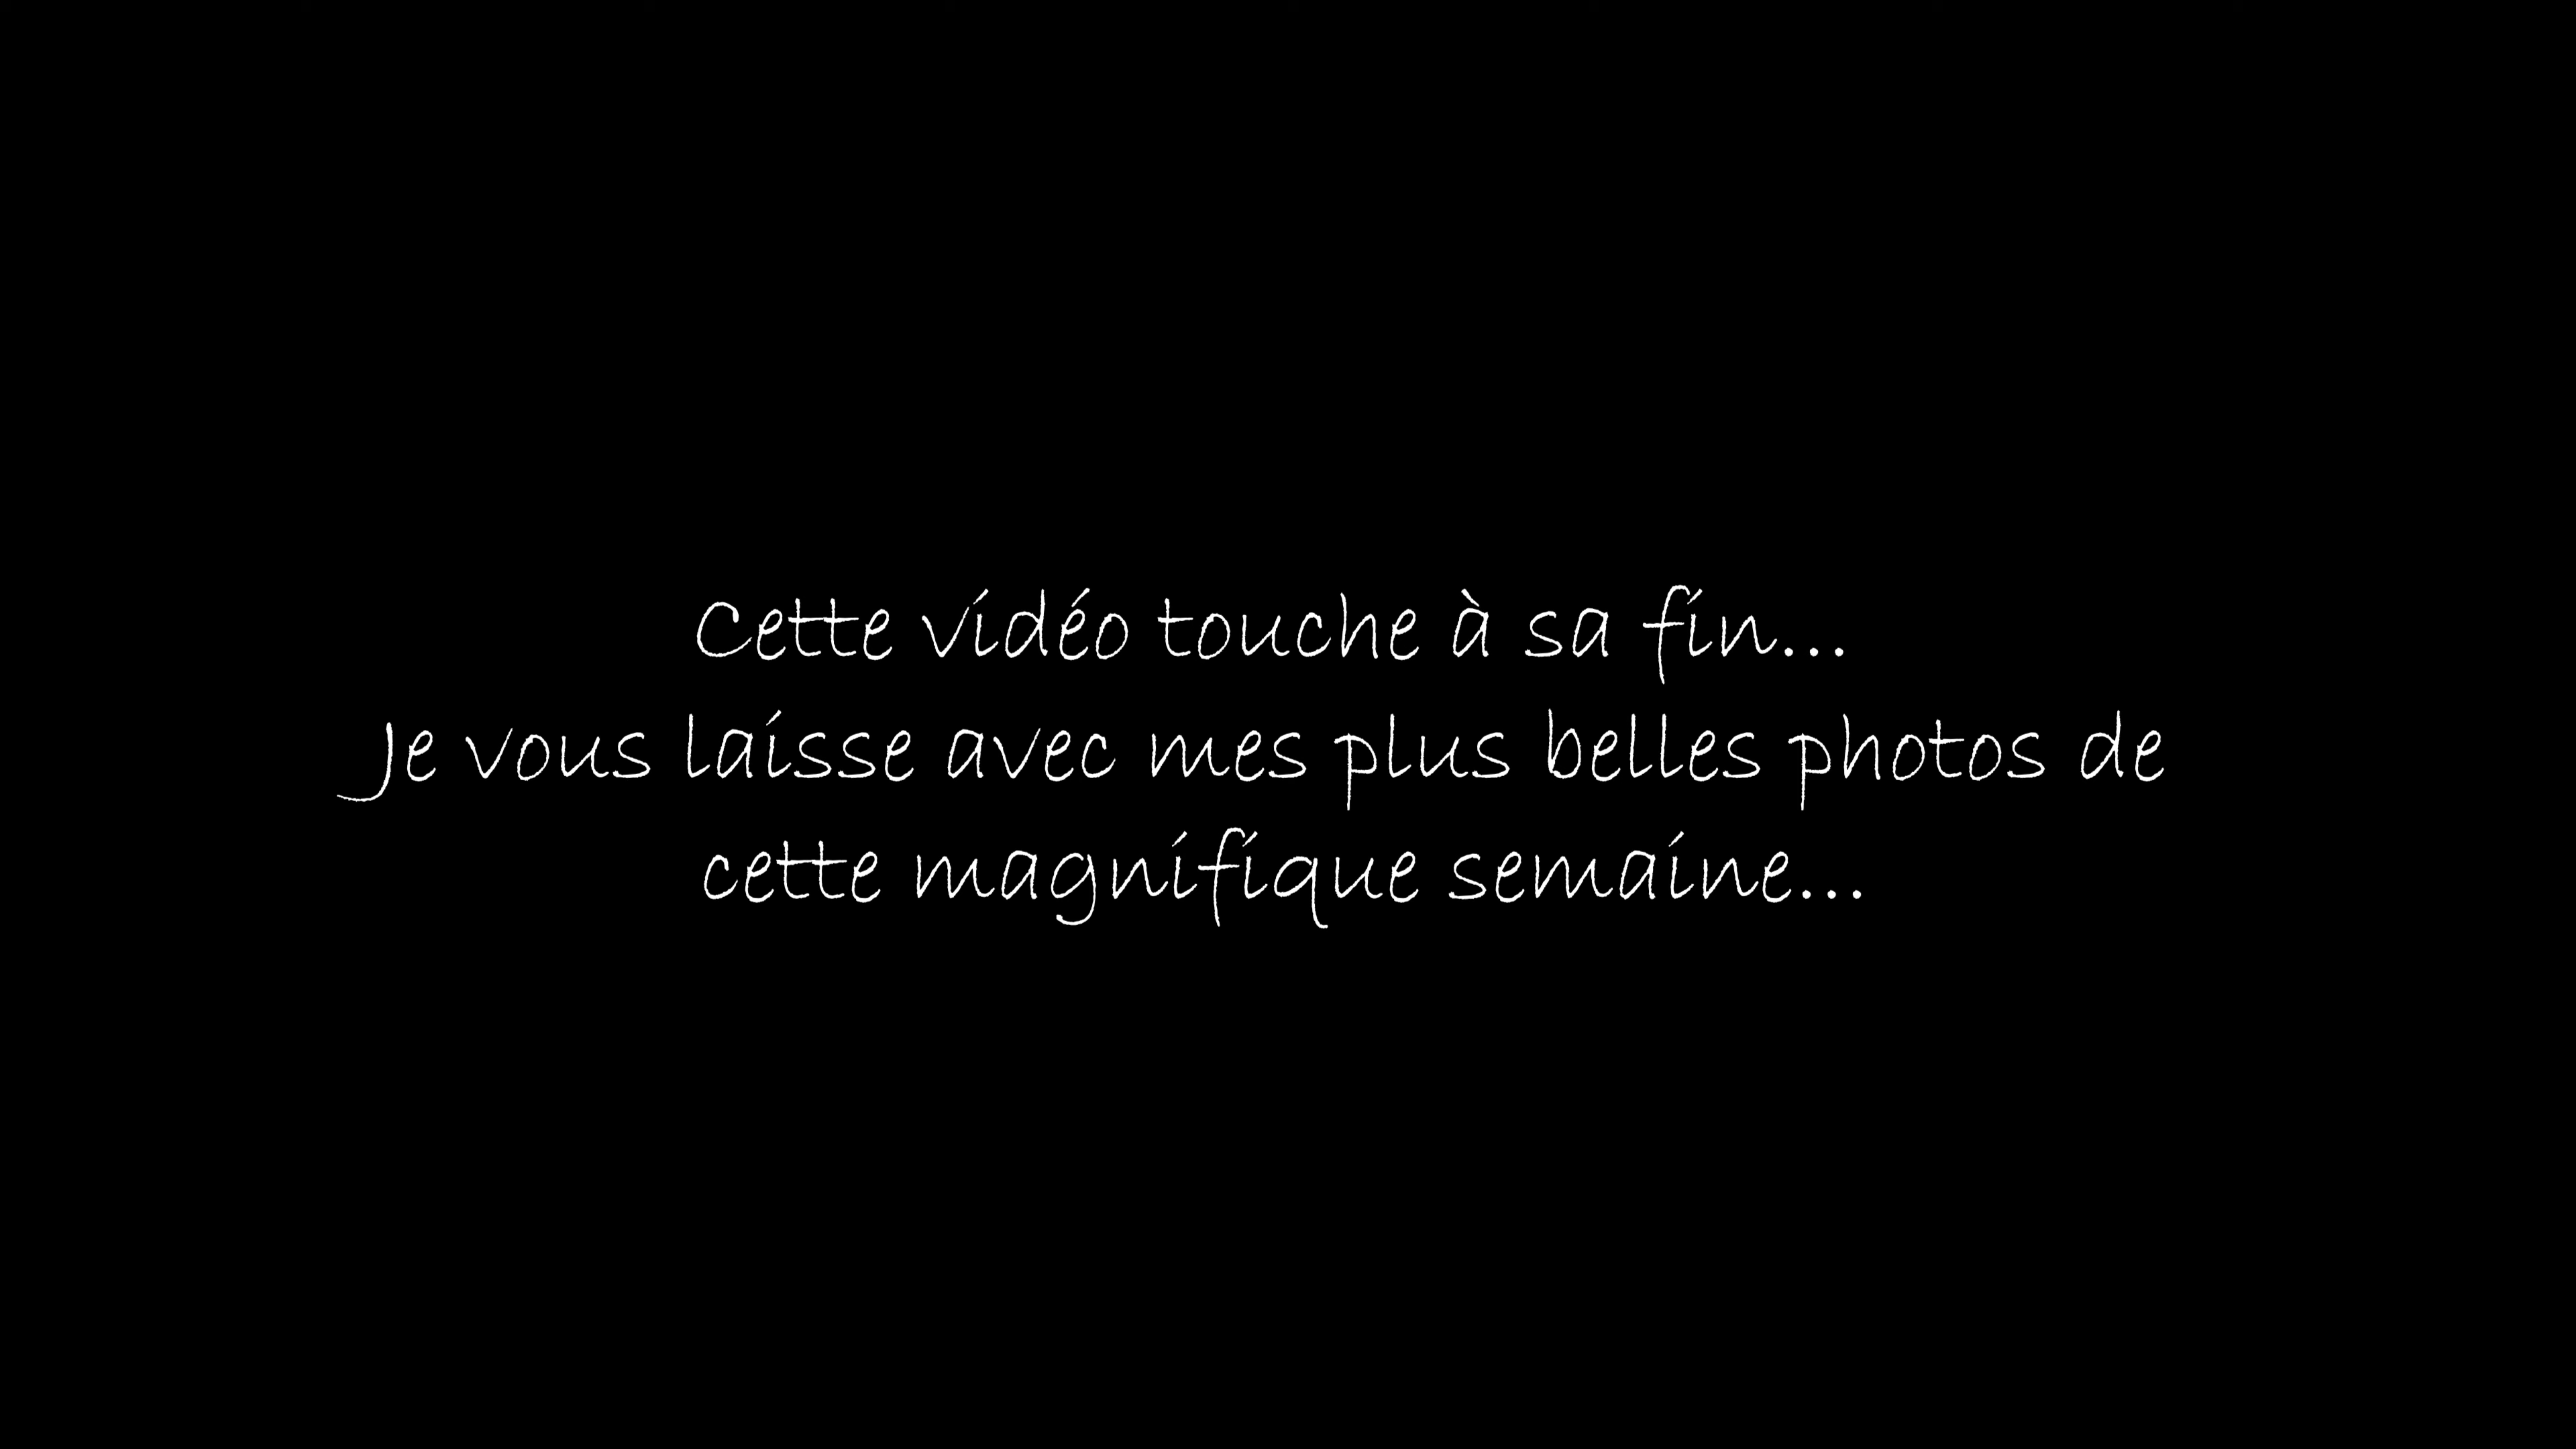 Cette vidéo touche à sa fin...
Je vous laisse avec mes plus belles photos de
cette magnifique semaine...